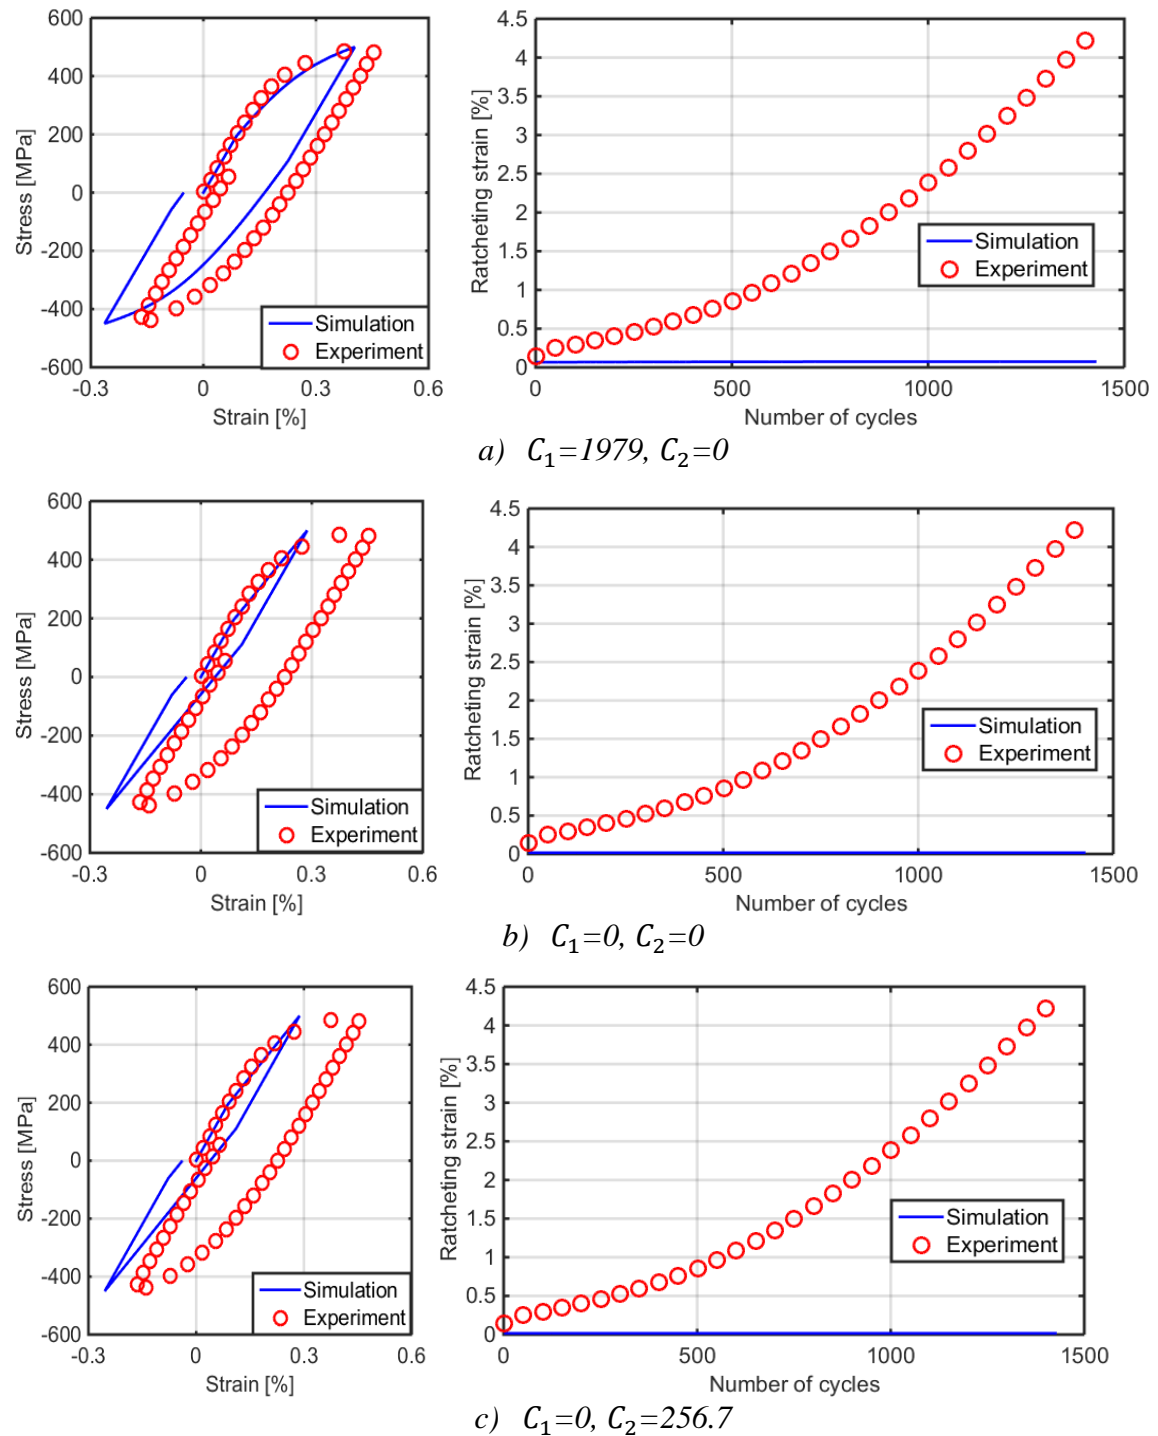 600
400
200
0
-200
-400
-600
-0.3 0 0.3 0.6
Stress [MPa]
Strain [%]
Simulation
Experiment
4.5
4
3.5
3
2.5
2
1.5
1
0.5
0
0 500 1000 1500
Ratcheting strain [%]
Number of cycles
Simulation
Experiment
a) C₁=1979, C₂=0
600
400
200
0
-200
-400
-600
-0.3 0 0.3 0.6
Stress [MPa]
Strain [%]
Simulation
Experiment
4.5
4
3.5
3
2.5
2
1.5
1
0.5
0
0 500 1000 1500
Ratcheting strain [%]
Number of cycles
Simulation
Experiment
b) C₁=0, C₂=0
600
400
200
0
-200
-400
-600
-0.3 0 0.3 0.6
Stress [MPa]
Strain [%]
Simulation
Experiment
4.5
4
3.5
3
2.5
2
1.5
1
0.5
0
0 500 1000 1500
Ratcheting strain [%]
Number of cycles
Simulation
Experiment
c) C₁=0, C₂=256.7